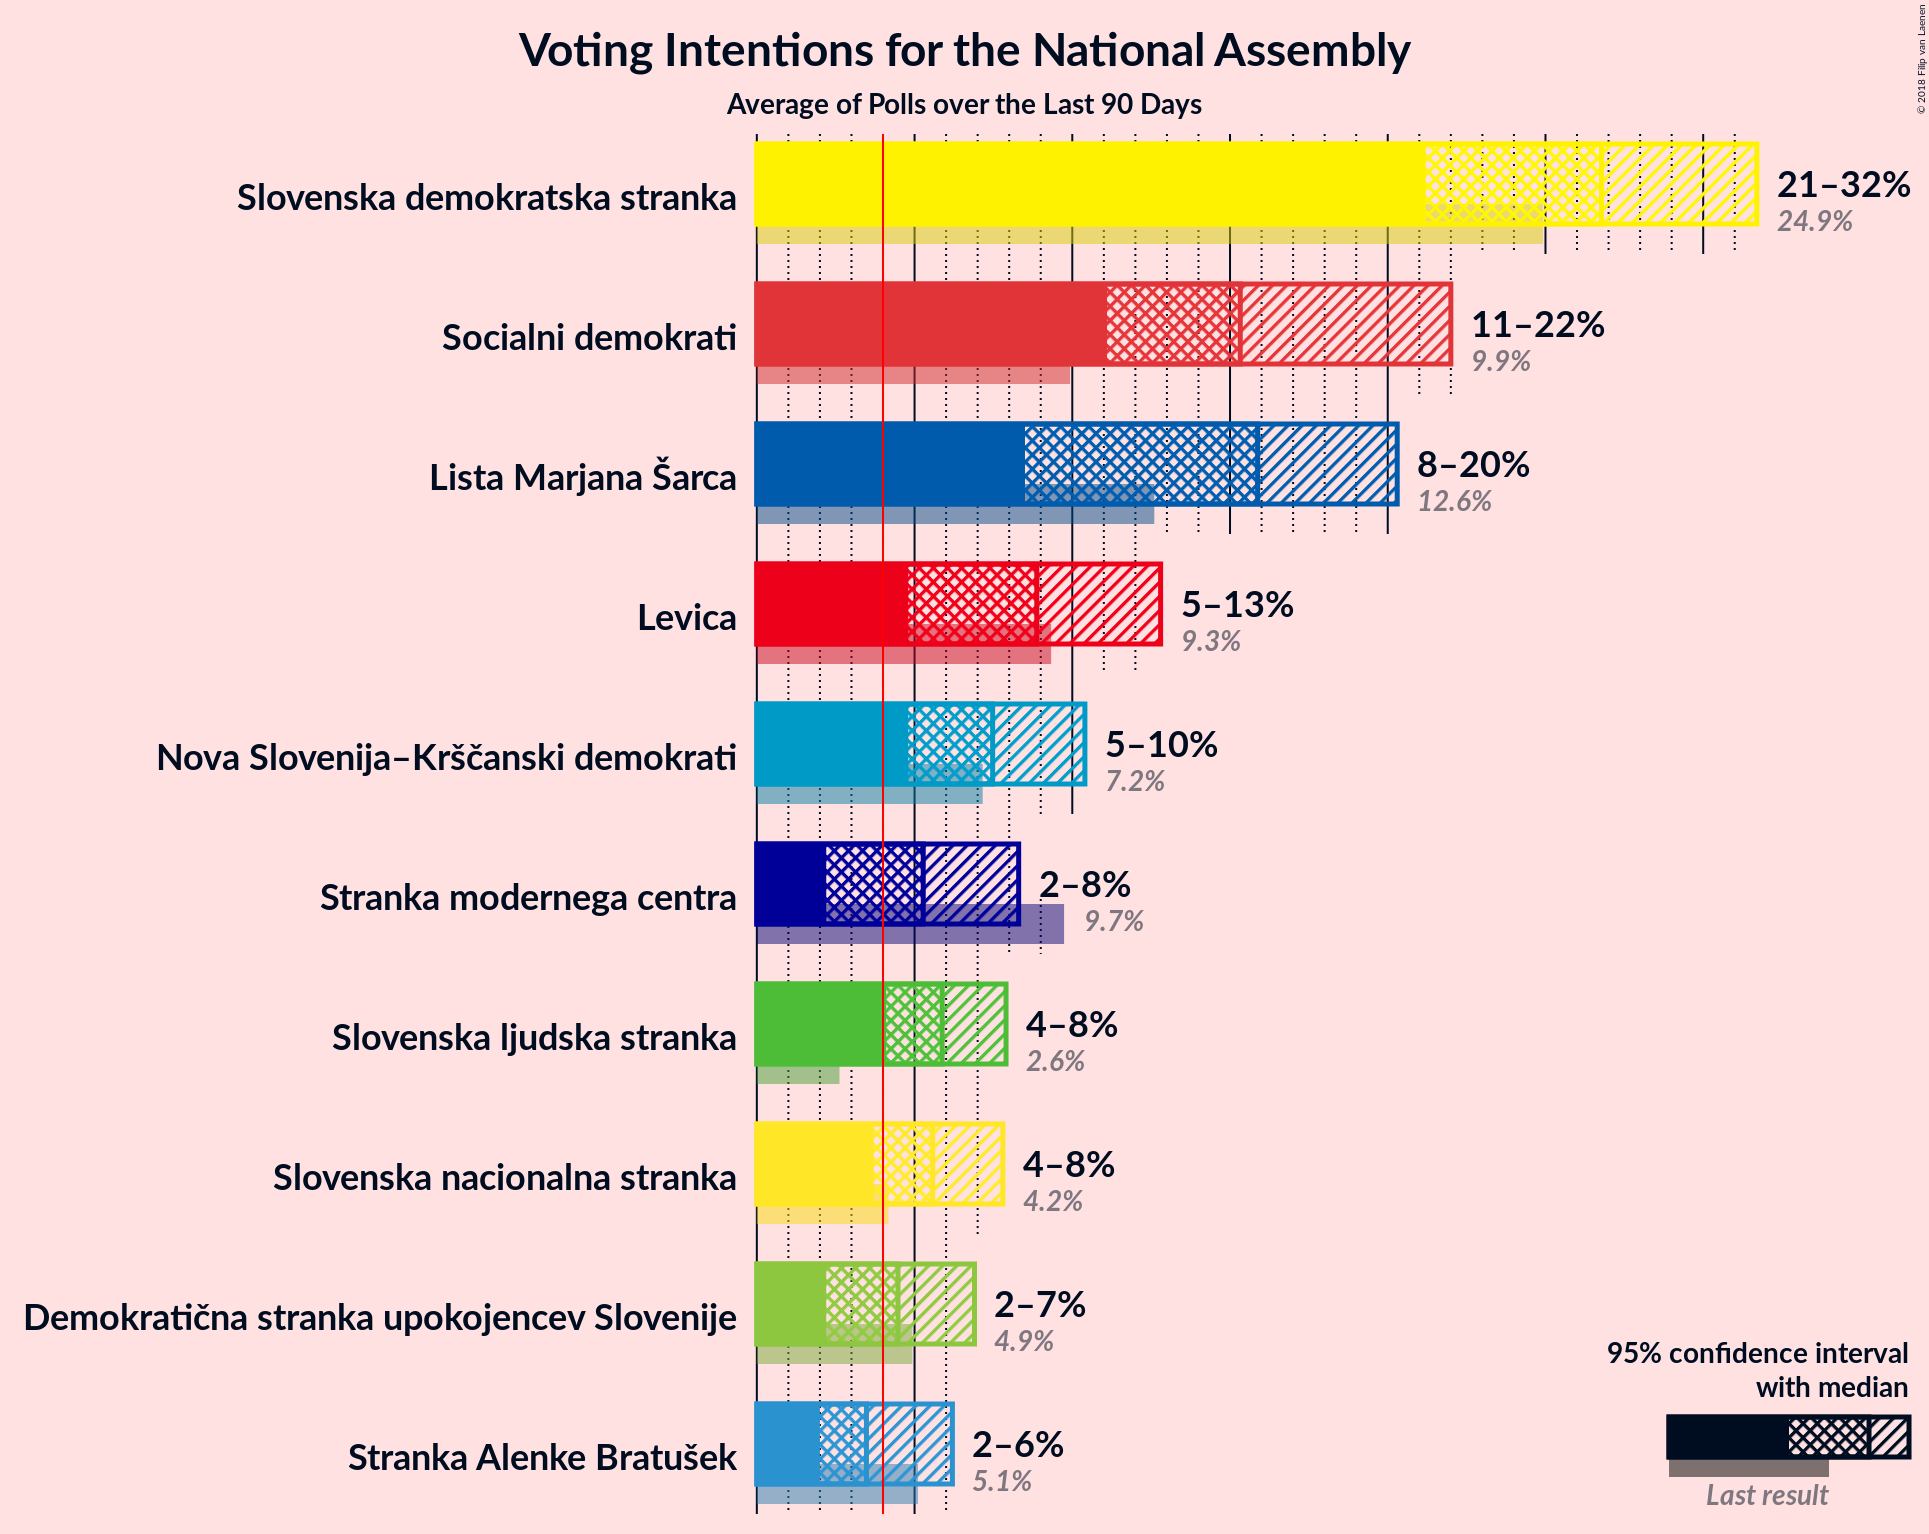 Voting Intentions for the National Assembly
Average of Polls over the Last 90 Days
© 2018 Filip van Laenen
Slovenska demokratska stranka
21–32%
24.9%
Socialni demokrati
11–22%
9.9%
Lista Marjana Šarca
8–20%
12.6%
Levica
5–13%
9.3%
Nova Slovenija–Krščanski demokrati
5–10%
7.2%
Stranka modernega centra
2–8%
9.7%
Slovenska ljudska stranka
4–8%
2.6%
Slovenska nacionalna stranka
4–8%
4.2%
Demokratična stranka upokojencev Slovenije
2–7%
4.9%
Stranka Alenke Bratušek
2–6%
5.1%
95% confidence interval
with median
Last result